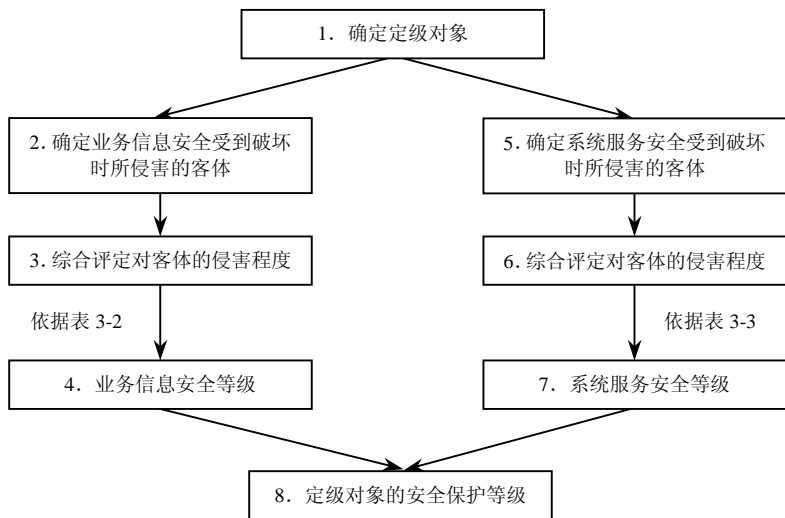 1. 确定定级对象
2. 确定业务信息安全受到破坏
时所侵害的客体
5. 确定系统服务安全受到破坏
时所侵害的客体
3. 综合评定对客体的侵害程度
6. 综合评定对客体的侵害程度
依据表 3-2
依据表 3-3
4. 业务信息安全等级
7. 系统服务安全等级
8. 定级对象的安全保护等级